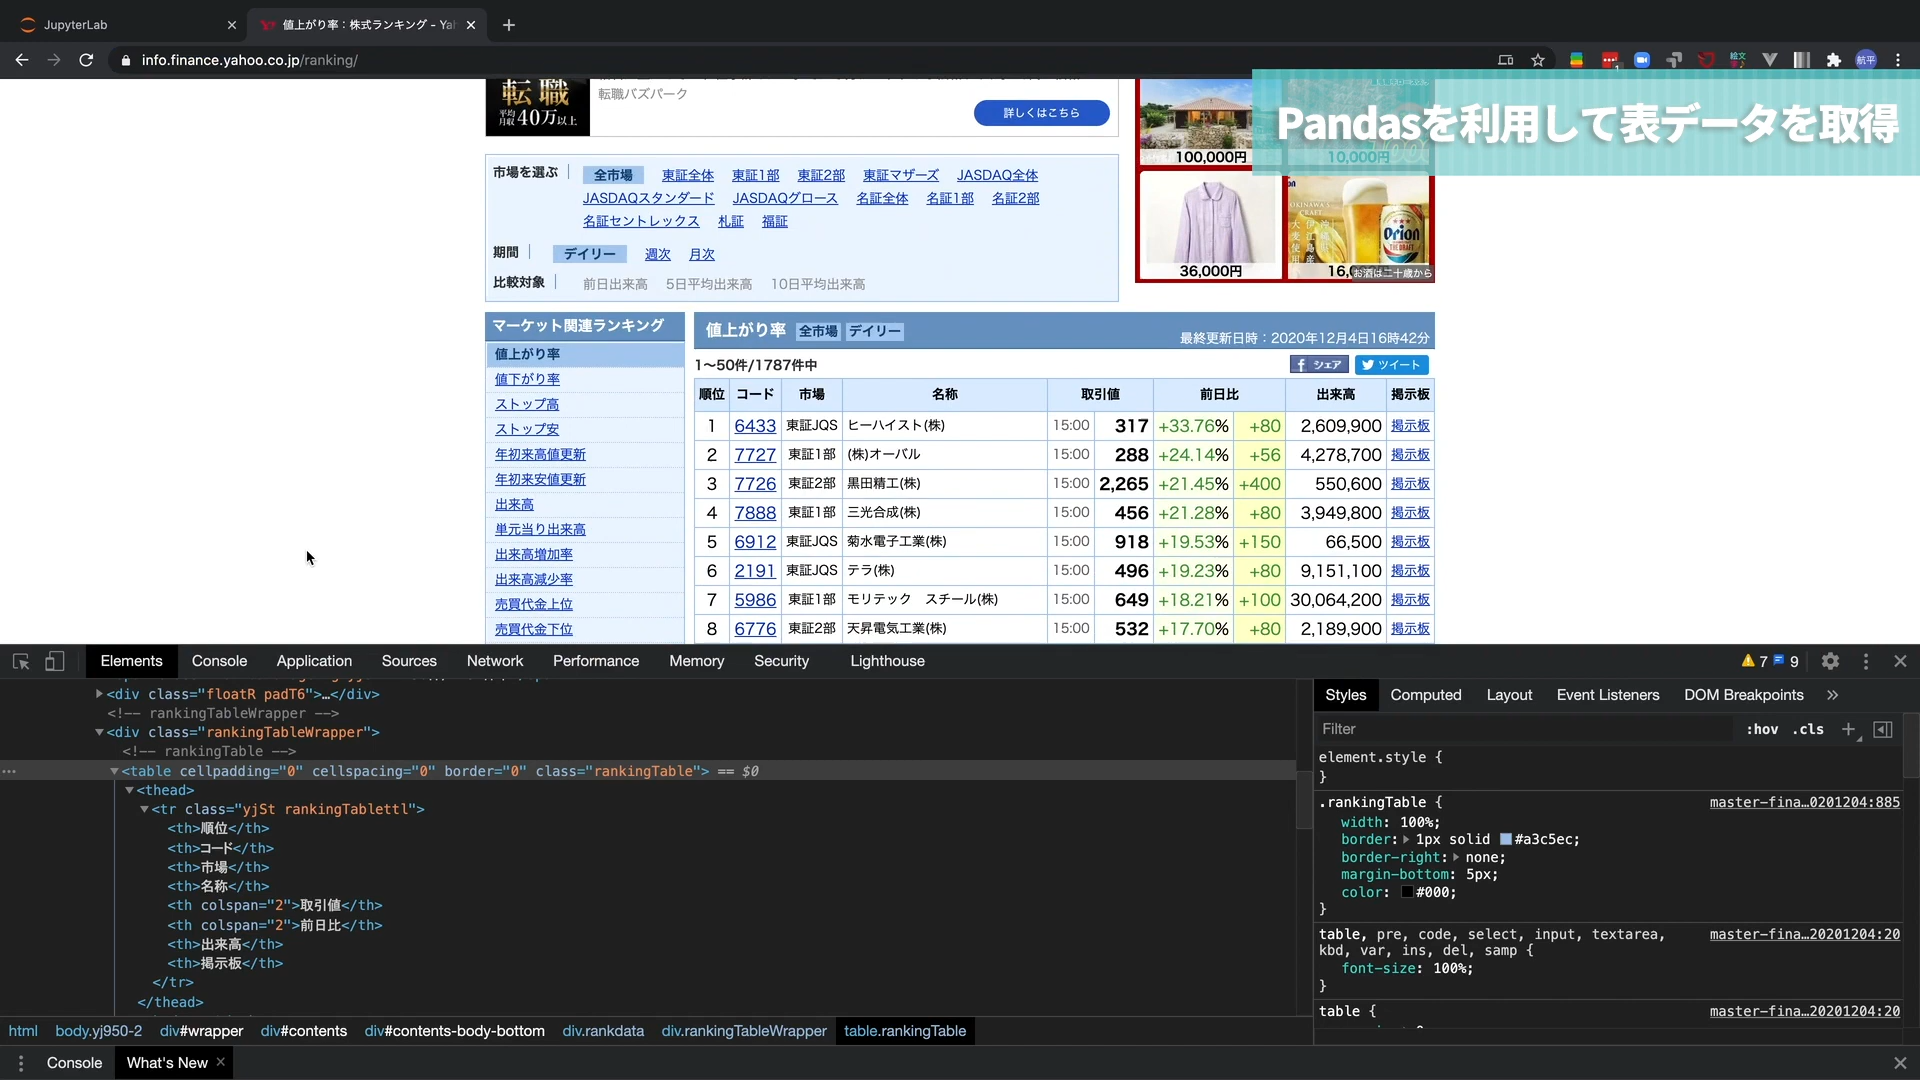 JupyterLab
値上がり率：株式ランキング - Yah
info.finance.yahoo.co.jp/ranking/
航平
Pandasを利用して表データを取得
転職
平均月収40万以上
転職バズパーク
詳しくはこちら
100,000円
10,000円
36,000円
OKINAWA'S CRAFT
Orion
THE DRAFT
お酒は二十歳から
市場を選ぶ
全市場 東証全体 東証1部 東証2部 東証マザーズ JASDAQ全体
JASDAQスタンダード JASDAQグロース 名証全体 名証1部 名証2部
名証セントレックス 札証 福証
期間 デイリー 週次 月次
比較対象 前日出来高 5日平均出来高 10日平均出来高
マーケット関連ランキング
値上がり率
値下がり率
ストップ高
ストップ安
年初来高値更新
年初来安値更新
出来高
単元当り出来高
出来高増加率
出来高減少率
売買代金上位
売買代金下位
値上がり率 全市場 デイリー
最終更新日時：2020年12月4日16時42分
1〜50件/1787件中
シェア ツイート
順位 コード 市場 名称 取引値 前日比 出来高 掲示板
1 6433 東証JQS ヒーハイスト(株) 15:00 317 +33.76% +80 2,609,900 掲示板
2 7727 東証1部 (株)オーバル 15:00 288 +24.14% +56 4,278,700 掲示板
3 7726 東証2部 黒田精工(株) 15:00 2,265 +21.45% +400 550,600 掲示板
4 7888 東証1部 三光合成(株) 15:00 456 +21.28% +80 3,949,800 掲示板
5 6912 東証JQS 菊水電子工業(株) 15:00 918 +19.53% +150 66,500 掲示板
6 2191 東証JQS テラ(株) 15:00 496 +19.23% +80 9,151,100 掲示板
7 5986 東証1部 モリテック　スチール(株) 15:00 649 +18.21% +100 30,064,200 掲示板
8 6776 東証2部 天昇電気工業(株) 15:00 532 +17.70% +80 2,189,900 掲示板
Elements Console Application Sources Network Performance Memory Security Lighthouse 7 9
<div class="floatR padT6">…</div>
<!-- rankingTableWrapper -->
<div class="rankingTableWrapper">
<!-- rankingTable -->
<table cellpadding="0" cellspacing="0" border="0" class="rankingTable"> == $0
<thead>
<tr class="yjSt rankingTablettl">
<th>順位</th>
<th>コード</th>
<th>市場</th>
<th>名称</th>
<th colspan="2">取引値</th>
<th colspan="2">前日比</th>
<th>出来高</th>
<th>掲示板</th>
</tr>
</thead>
html body.yj950-2 div#wrapper div#contents div#contents-body-bottom div.rankdata div.rankingTableWrapper table.rankingTable
Styles Computed Layout Event Listeners DOM Breakpoints »
Filter :hov .cls +
element.style {
}
.rankingTable { master-fina…0201204:885
width: 100%;
border: 1px solid #a3c5ec;
border-right: none;
margin-bottom: 5px;
color: #000;
}
table, pre, code, select, input, textarea, master-fina…20201204:20
kbd, var, ins, del, samp {
font-size: 100%;
}
table { master-fina…20201204:20
Console What's New